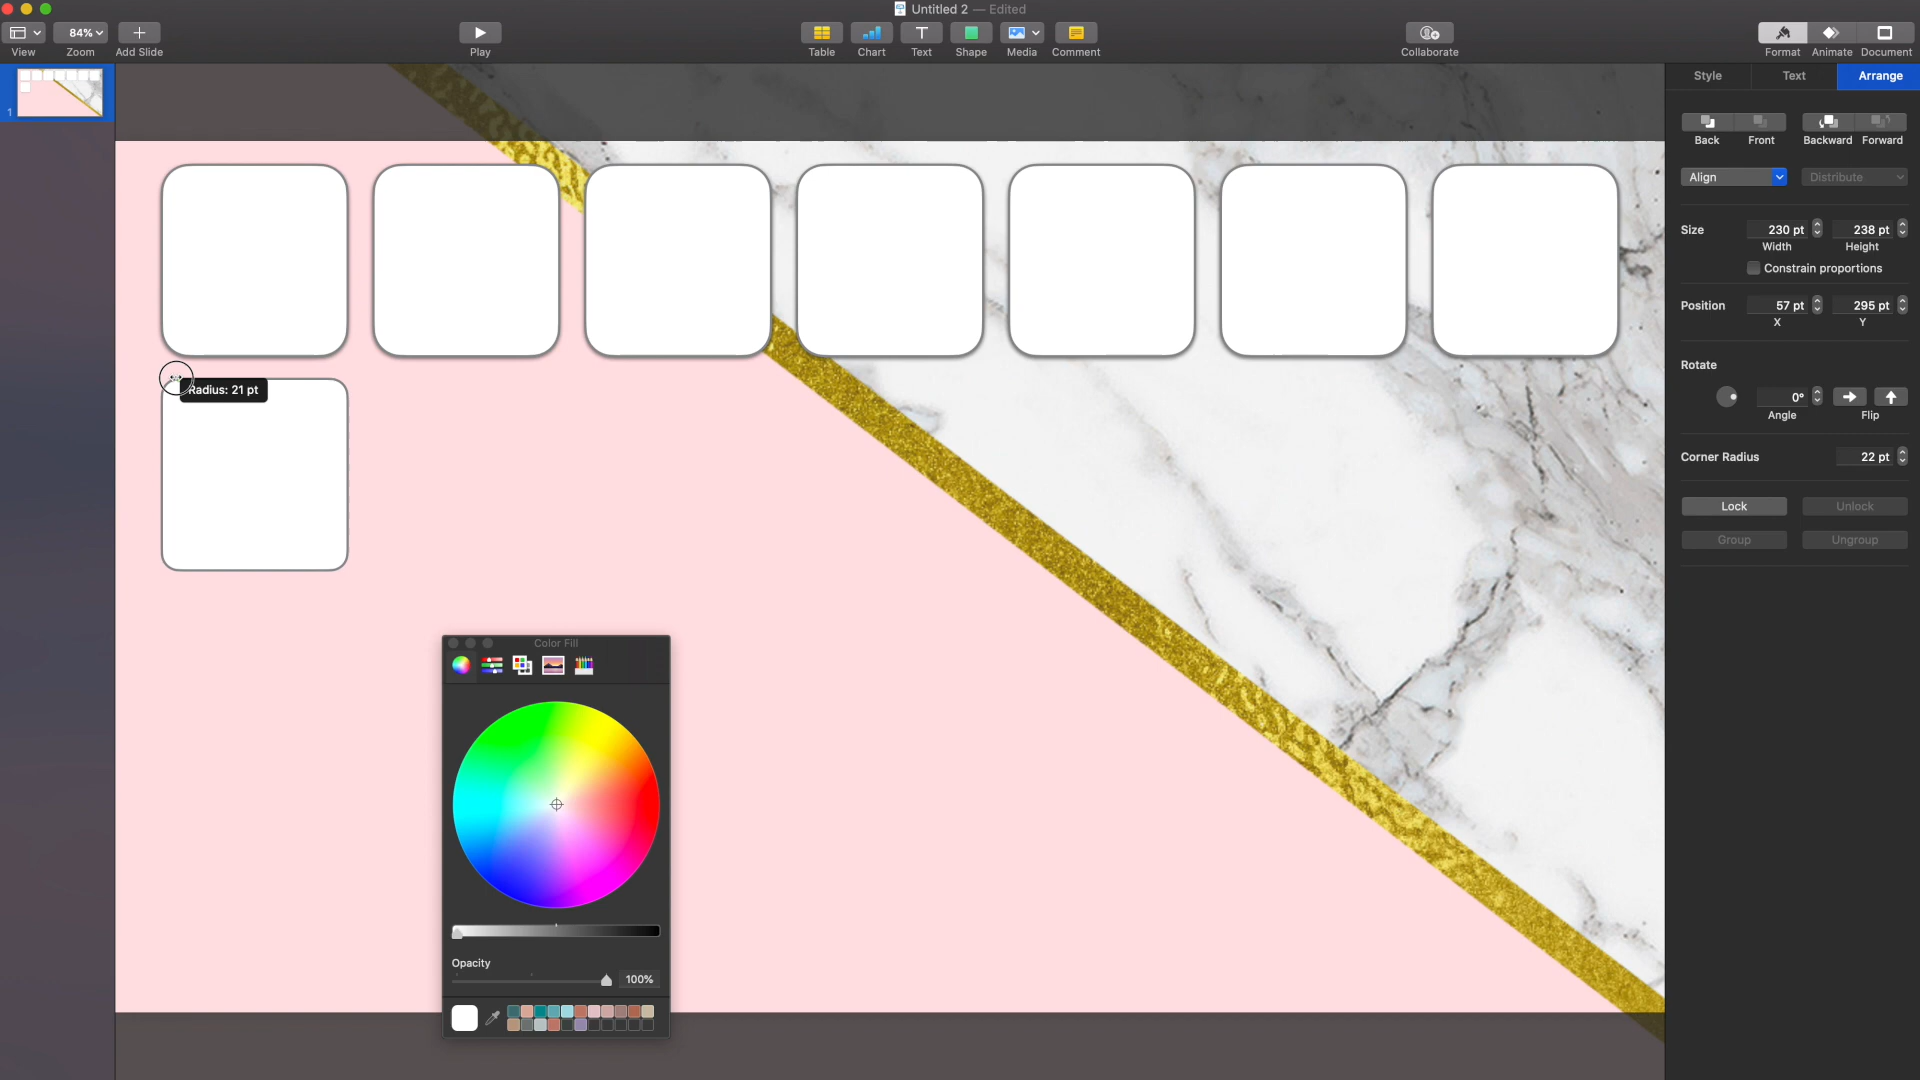 Untitled 2 — Edited
84%
View
Zoom
Add Slide
Play
Table
Chart
Text
Shape
Media
Comment
Collaborate
Format
Animate
Document
1
Style
Text
Arrange
Back
Front
Backward
Forward
Align
Distribute
Size
230 pt
238 pt
Width
Height
Constrain proportions
Position
57 pt
295 pt
X
Y
Rotate
0°
Angle
Flip
Corner Radius
22 pt
Lock
Unlock
Group
Ungroup
Radius: 21 pt
Color Fill
Opacity
100%